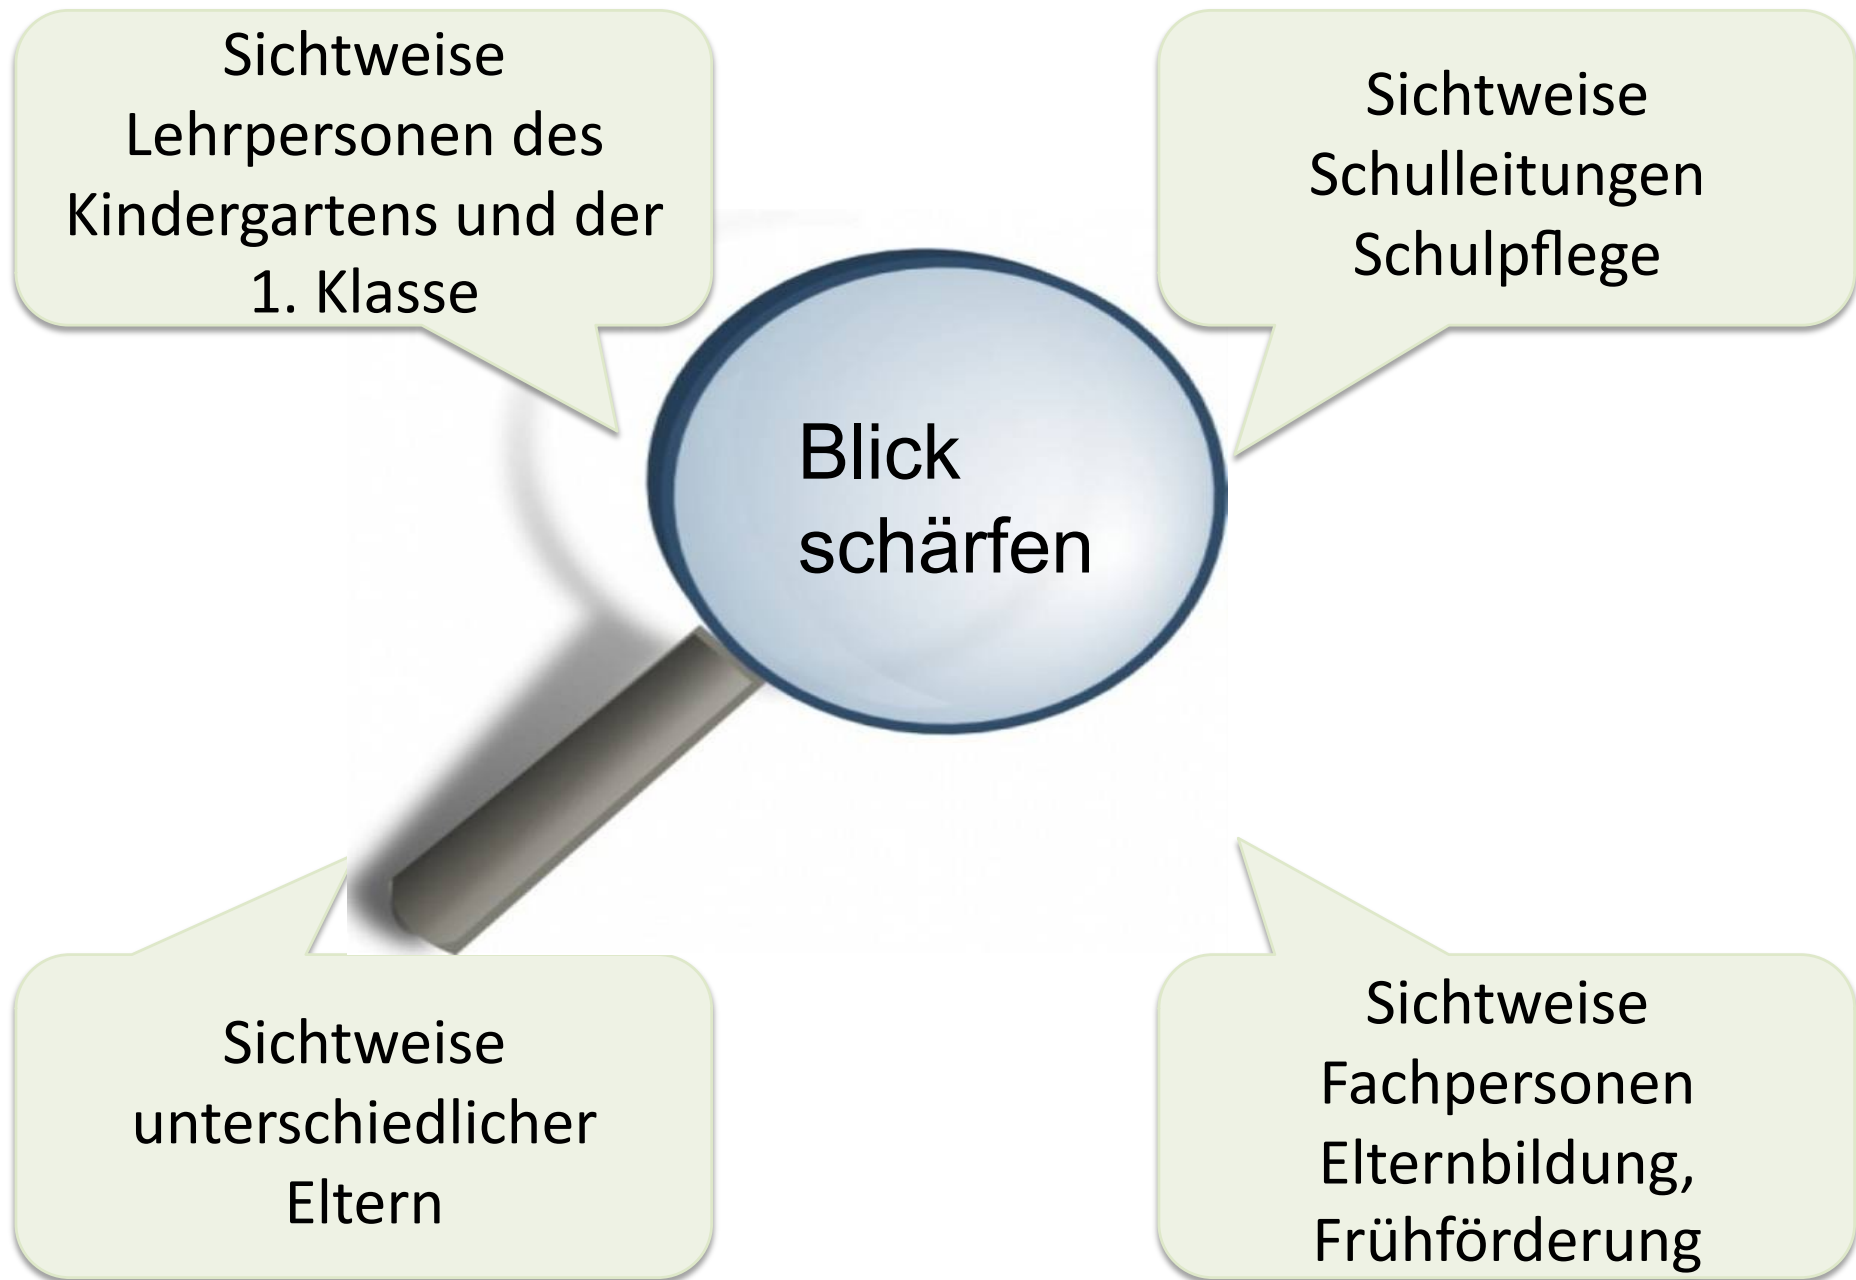 Sichtweise
Lehrpersonen des
Kindergartens und der
1. Klasse
Sichtweise
Schulleitungen
Schulpflege
Blick
schärfen
Sichtweise
unterschiedlicher
Eltern
Sichtweise
Fachpersonen
Elternbildung,
Frühförderung